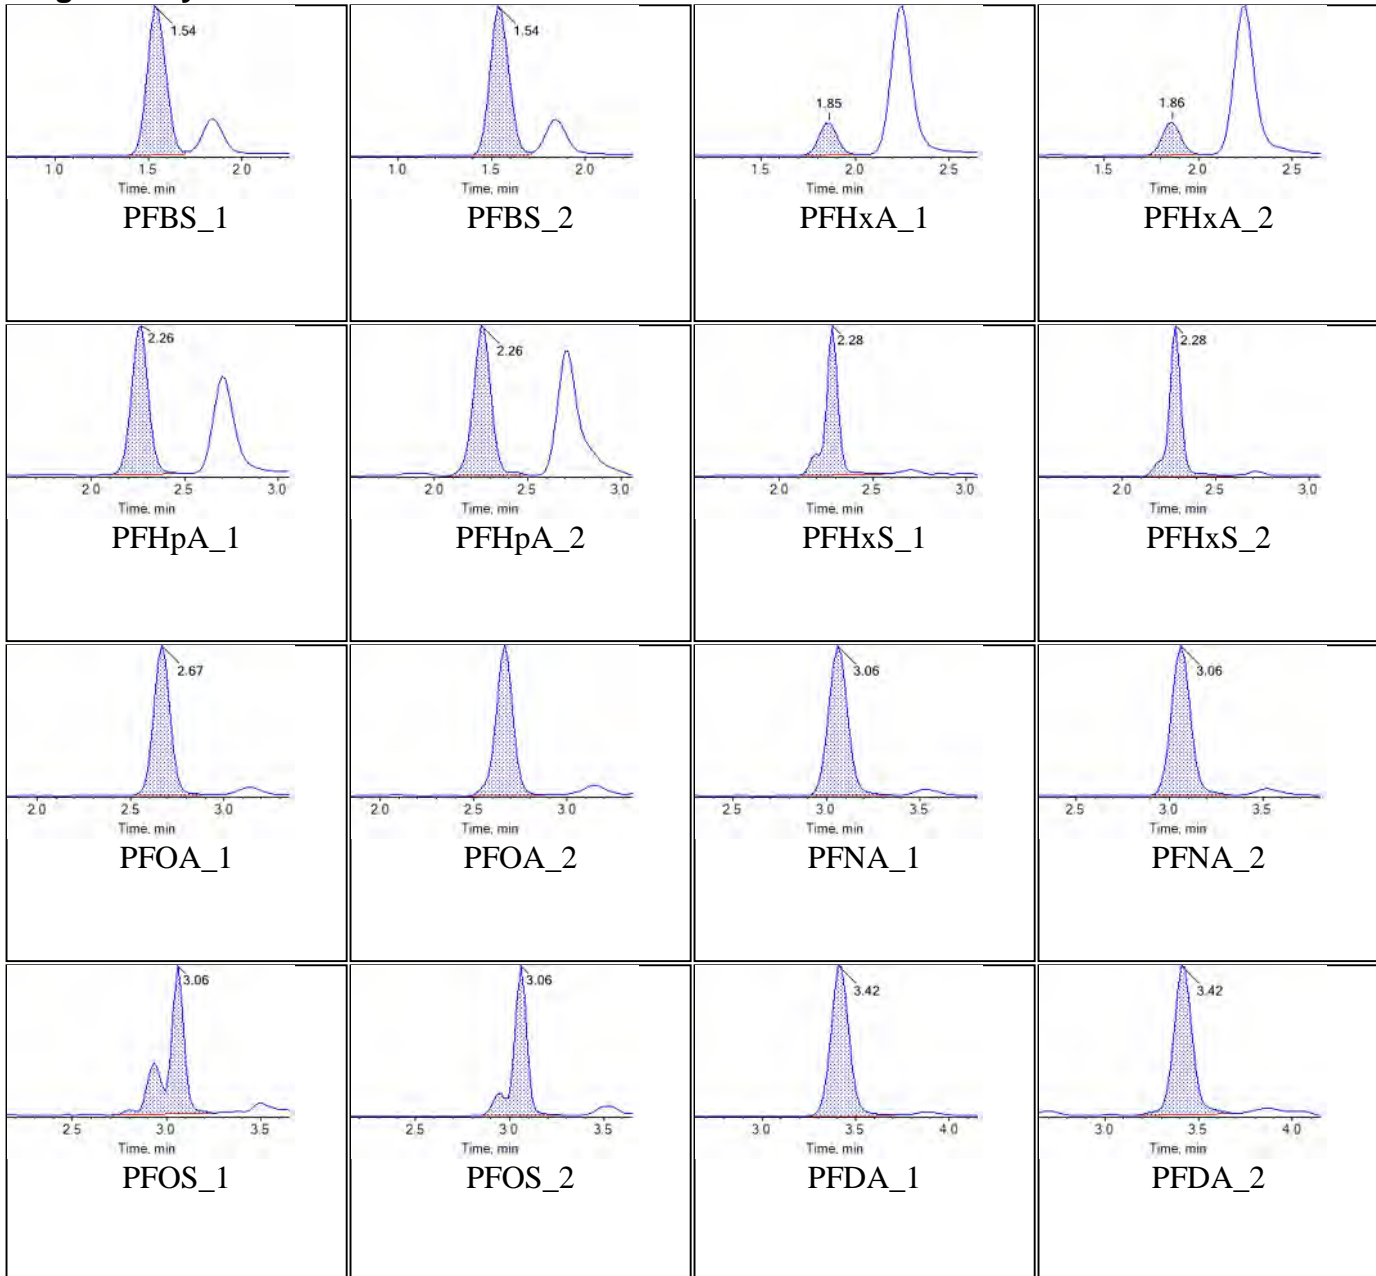 1.54
1.0 1.5 2.0
Time, min
PFBS_1
1.54
1.0 1.5 2.0
Time, min
PFBS_2
1.85
1.5 2.0 2.5
Time, min
PFHxA_1
1.86
1.5 2.0 2.5
Time, min
PFHxA_2
2.26
2.0 2.5 3.0
Time, min
PFHpA_1
2.26
2.0 2.5 3.0
Time, min
PFHpA_2
2.28
2.0 2.5 3.0
Time, min
PFHxS_1
2.28
2.0 2.5 3.0
Time, min
PFHxS_2
2.67
2.0 2.5 3.0
Time, min
PFOA_1
2.0 2.5 3.0
Time, min
PFOA_2
3.06
2.5 3.0 3.5
Time, min
PFNA_1
3.06
2.5 3.0 3.5
Time, min
PFNA_2
3.06
2.5 3.0 3.5
Time, min
PFOS_1
3.06
2.5 3.0 3.5
Time, min
PFOS_2
3.42
3.0 3.5 4.0
Time, min
PFDA_1
3.42
3.0 3.5 4.0
Time, min
PFDA_2